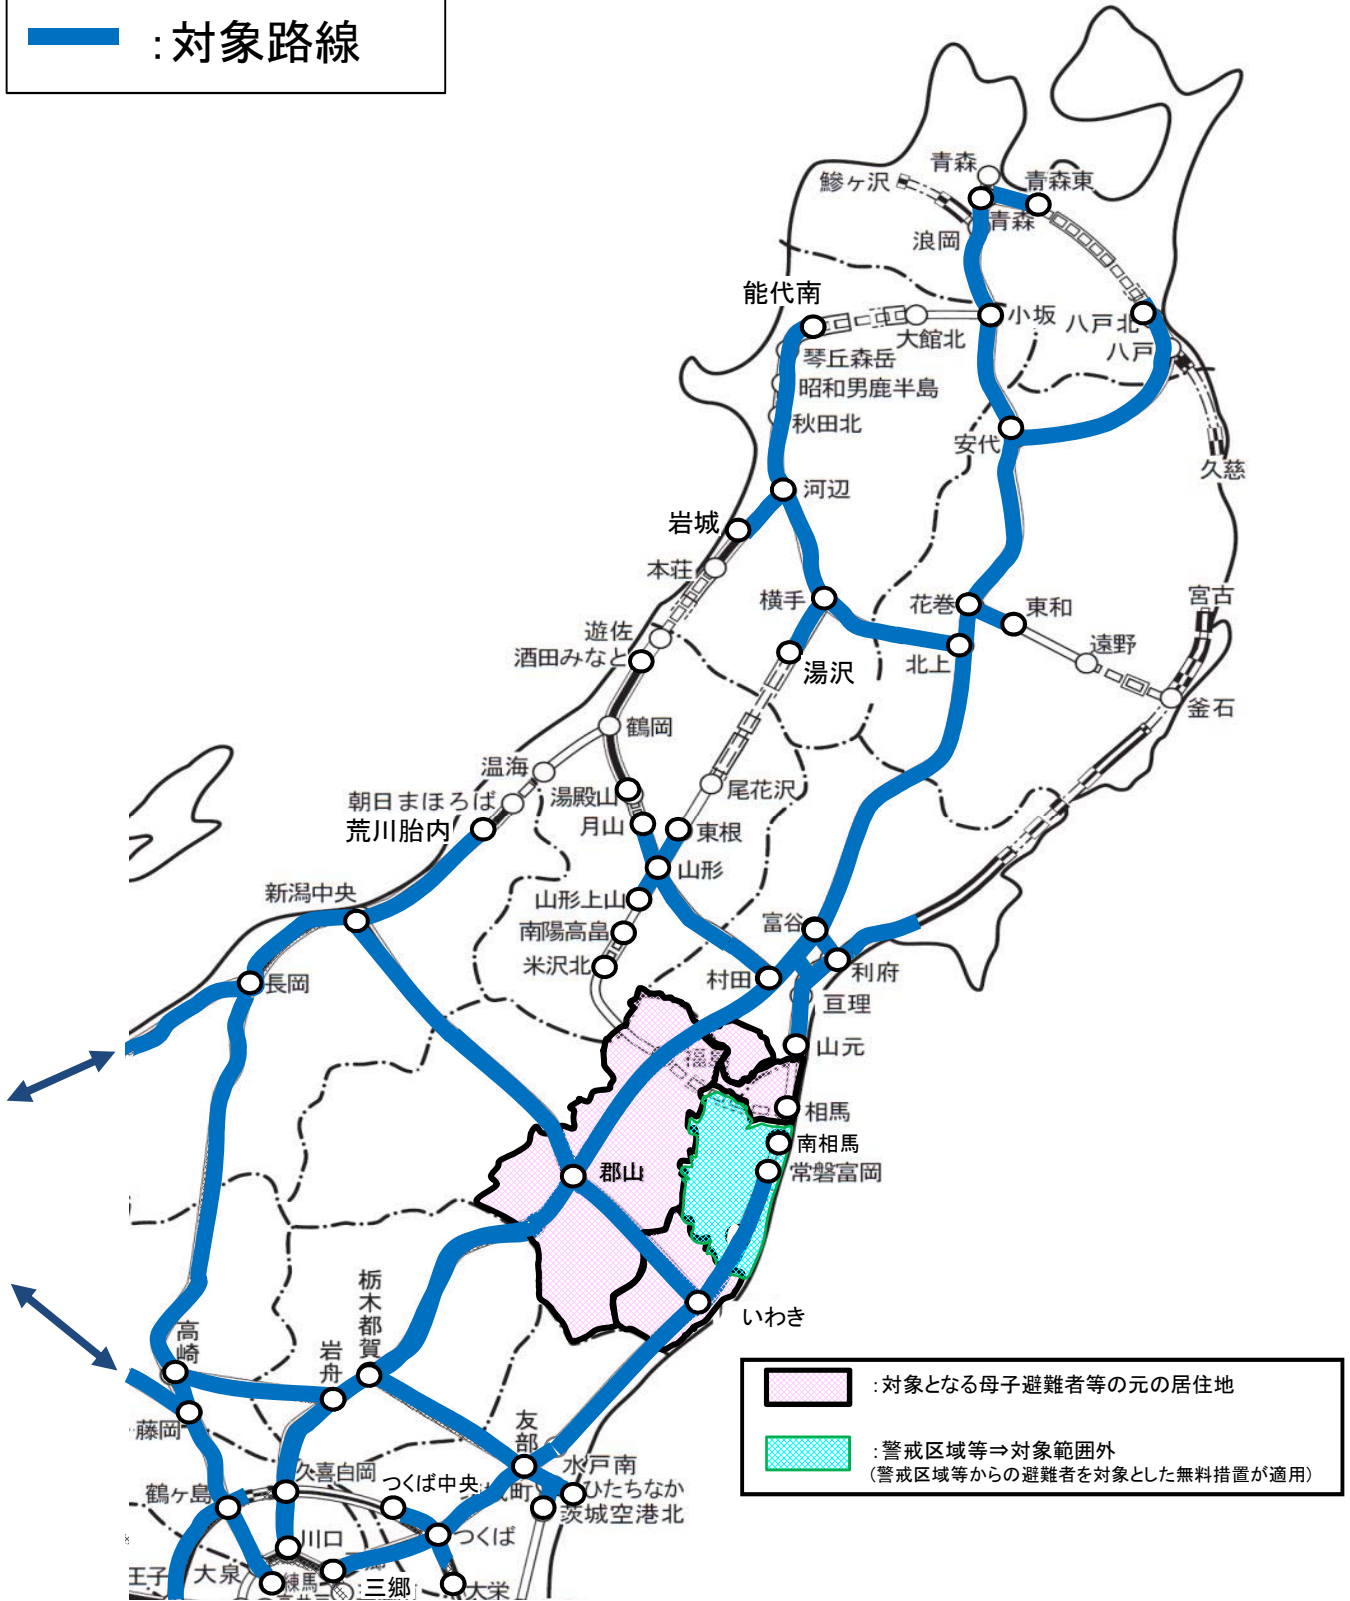 :対象路線
青森
青森東
鰺ヶ沢
青森
浪岡
能代南
小坂
八戸北
大館北
八戸
琴丘森岳
昭和男鹿半島
秋田北
安代
久慈
河辺
岩城
本荘
横手
花巻
東和
宮古
遊佐
酒田みなと
湯沢
北上
遠野
釜石
鶴岡
温海
湯殿山
尾花沢
朝日まほろば
荒川胎内
月山
東根
山形
新潟中央
山形上山
富谷
南陽高畠
米沢北
村田
利府
長岡
亘理
山元
福島
相馬
南相馬
常磐富岡
郡山
いわき
栃木都賀
高崎
岩舟
:対象となる母子避難者等の元の居住地
藤岡
友部
:警戒区域等⇒対象範囲外
(警戒区域等からの避難者を対象とした無料措置が適用)
水戸南
久喜白岡
つくば中央
城町
ひたちなか
鶴ヶ島
茨城空港北
川口
つくば
王子
大泉
練馬
三郷
大栄